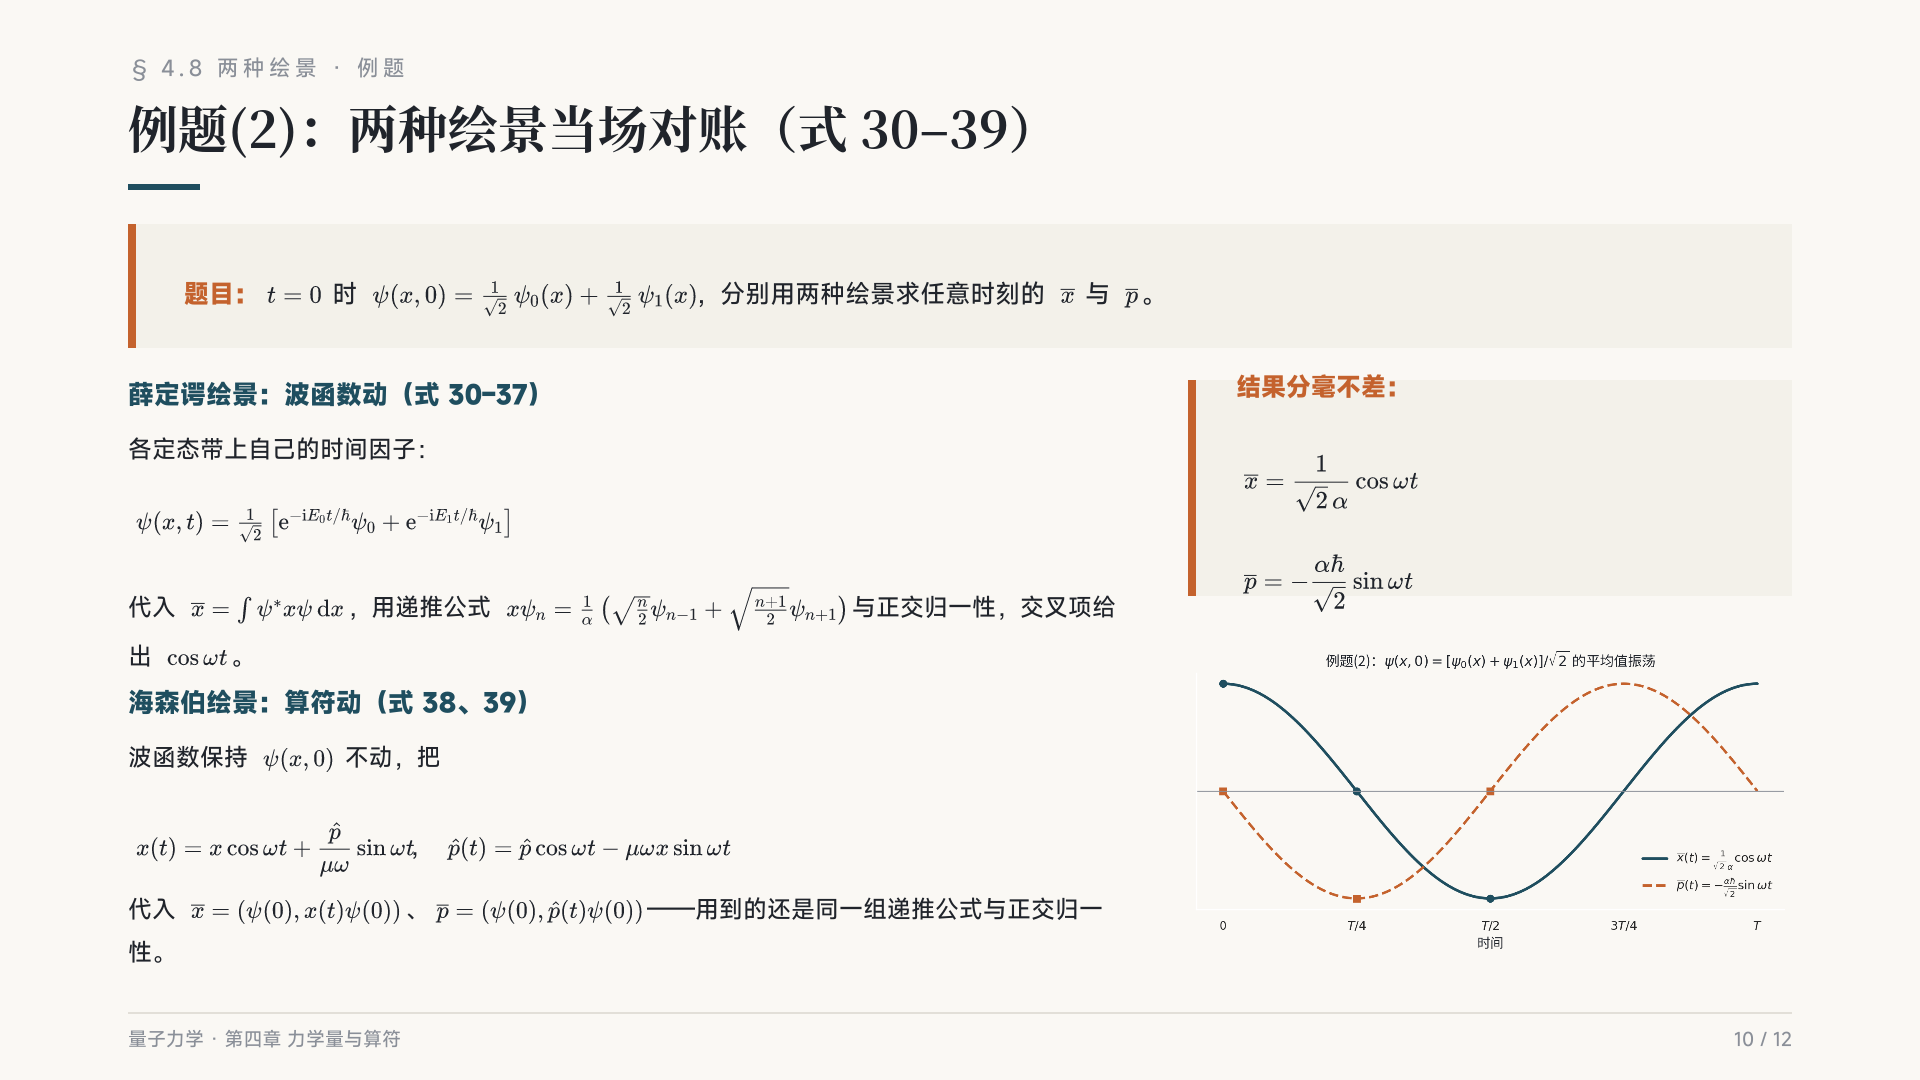 § 4.8 两种绘景 · 例题
例题(2)：两种绘景当场对账（式 30–39）
题目： t = 0 时 ψ(x, 0) = 1/√2 ψ₀(x) + 1/√2 ψ₁(x)，分别用两种绘景求任意时刻的 x̄ 与 p̄。
薛定谔绘景：波函数动（式 30–37）
各定态带上自己的时间因子：
ψ(x, t) = 1/√2 [e^{−iE₀t/ħ}ψ₀ + e^{−iE₁t/ħ}ψ₁]
代入 x̄ = ∫ψ*xψ dx，用递推公式 xψₙ = 1/α (√(n/2) ψₙ₋₁ + √((n+1)/2) ψₙ₊₁)与正交归一性，交叉项给
出 cos ωt。
海森伯绘景：算符动（式 38、39）
波函数保持 ψ(x, 0) 不动，把
x(t) = x cos ωt + p̂/μω sin ωt, p̂(t) = p̂ cos ωt − μωx sin ωt
代入 x̄ = (ψ(0), x(t)ψ(0))、p̄ = (ψ(0), p̂(t)ψ(0))——用到的还是同一组递推公式与正交归一
性。
结果分毫不差：
x̄ = 1/(√2 α) cos ωt
p̄ = −αħ/√2 sin ωt
例题(2)：ψ(x, 0) = [ψ₀(x) + ψ₁(x)]/√2 的平均值振荡
x̄(t) = 1/(√2 α) cos ωt
p̄(t) = −αħ/√2 sin ωt
0 T/4 T/2 3T/4 T
时间
量子力学 · 第四章 力学量与算符
10 / 12